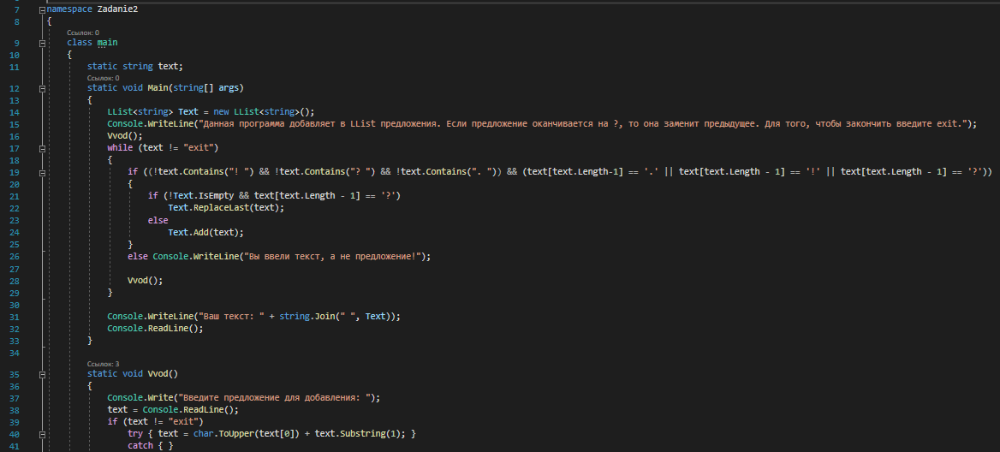 7 namespace Zadanie2
8 {
Ссылок: 0
9 class main
10 {
11 static string text;
Ссылок: 0
12 static void Main(string[] args)
13 {
14 LList<string> Text = new LList<string>();
15 Console.WriteLine("Данная программа добавляет в LList предложения. Если предложение оканчивается на ?, то она заменит предыдущее. Для того, чтобы закончить введите exit.");
16 Vvod();
17 while (text != "exit")
18 {
19 if ((!text.Contains("! ") && !text.Contains("? ") && !text.Contains(". ")) && (text[text.Length-1] == '.' || text[text.Length - 1] == '!' || text[text.Length - 1] == '?'))
20 {
21 if (!Text.IsEmpty && text[text.Length - 1] == '?')
22 Text.ReplaceLast(text);
23 else
24 Text.Add(text);
25 }
26 else Console.WriteLine("Вы ввели текст, а не предложение!");
27
28 Vvod();
29 }
30
31 Console.WriteLine("Ваш текст: " + string.Join(" ", Text));
32 Console.ReadLine();
33 }
34
Ссылок: 3
35 static void Vvod()
36 {
37 Console.Write("Введите предложение для добавления: ");
38 text = Console.ReadLine();
39 if (text != "exit")
40 try { text = char.ToUpper(text[0]) + text.Substring(1); }
41 catch { }